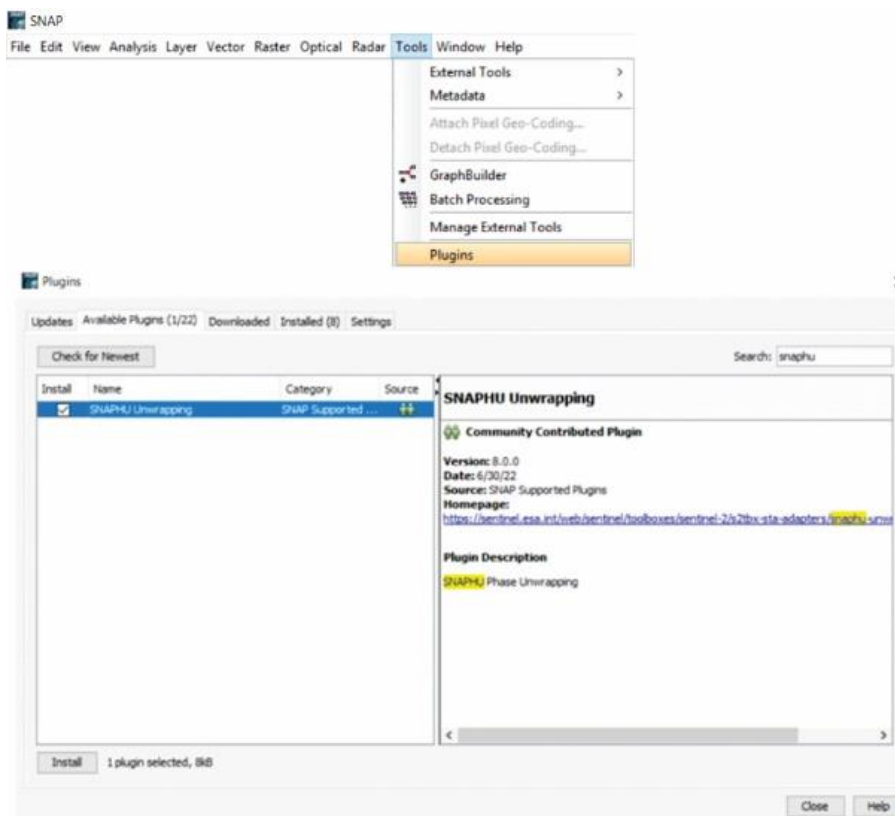 SNAP
File Edit View Analysis Layer Vector Raster Optical Radar Tools Window Help
External Tools
Metadata
Attach Pixel Geo-Coding...
Detach Pixel Geo-Coding...
GraphBuilder
Batch Processing
Manage External Tools
Plugins
Plugins
Updates Available Plugins (1/22) Downloaded Installed (8) Settings
Check for Newest Search: snaphu
Install Name Category Source
SNAPHU Unwrapping SNAP Supported ...
SNAPHU Unwrapping
Community Contributed Plugin
Version: 8.0.0
Date: 6/30/22
Source: SNAP Supported Plugins
Homepage:
https://sentinel.esa.int/web/sentinel/toolboxes/sentinel-2/s2tbx-sta-adapters/snaphu-unw
Plugin Description
SNAPHU Phase Unwrapping
Install 1 plugin selected, 8kB
Close Help